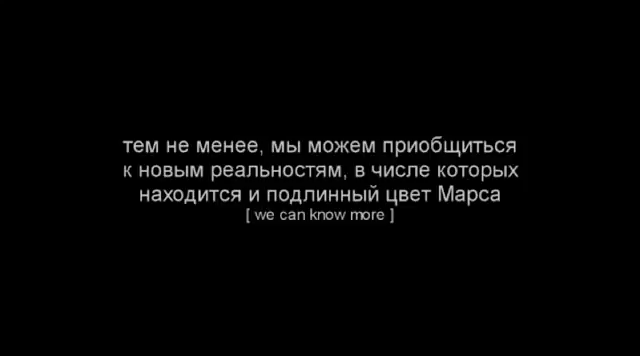 тем не менее, мы можем приобщиться
к новым реальностям, в числе которых
находится и подлинный цвет Марса
[ we can know more ]